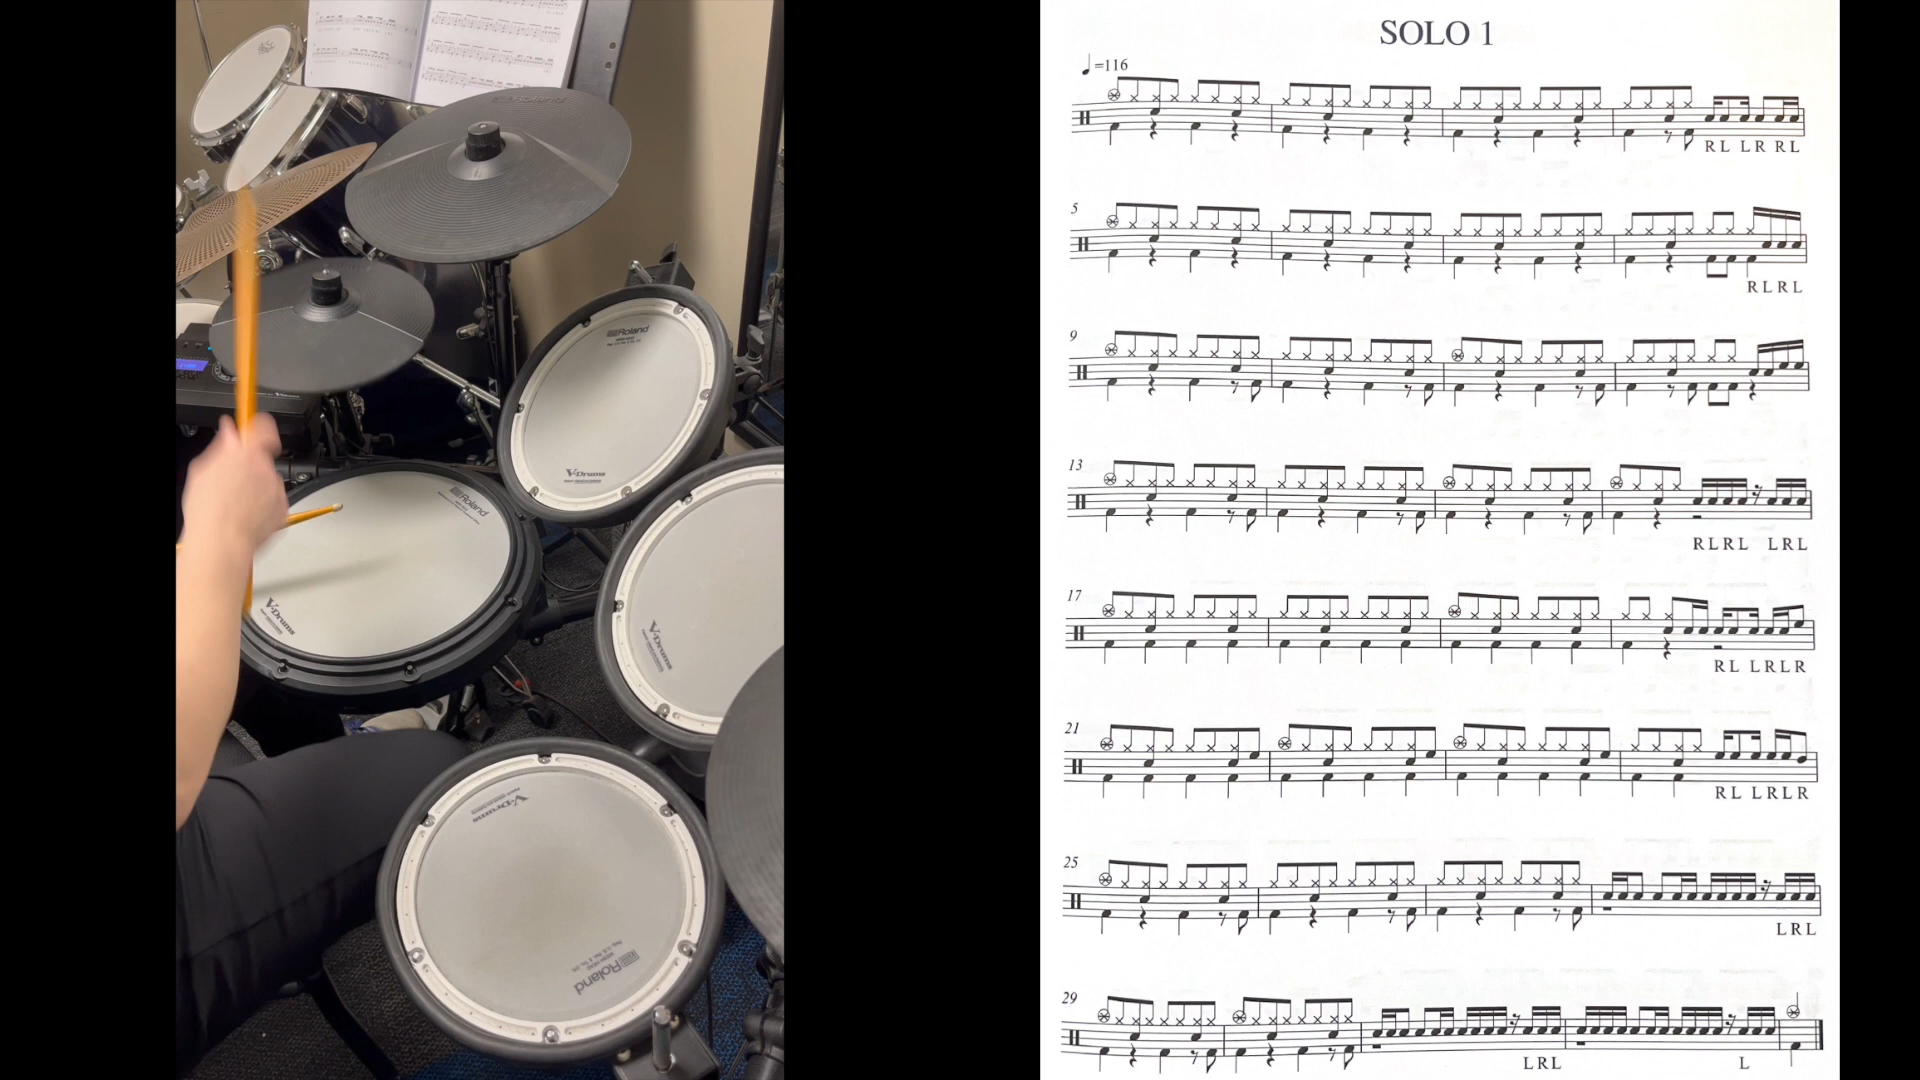 Roland
V-Drums
Roland
V-Drums
V-Drums
V-Drums
Roland
SOLO 1
=116
RL LR RL
5
RLRL
9
13
RLRL LRL
17
RL LRLR
21
RL LRLR
25
LRL
29
LRL L